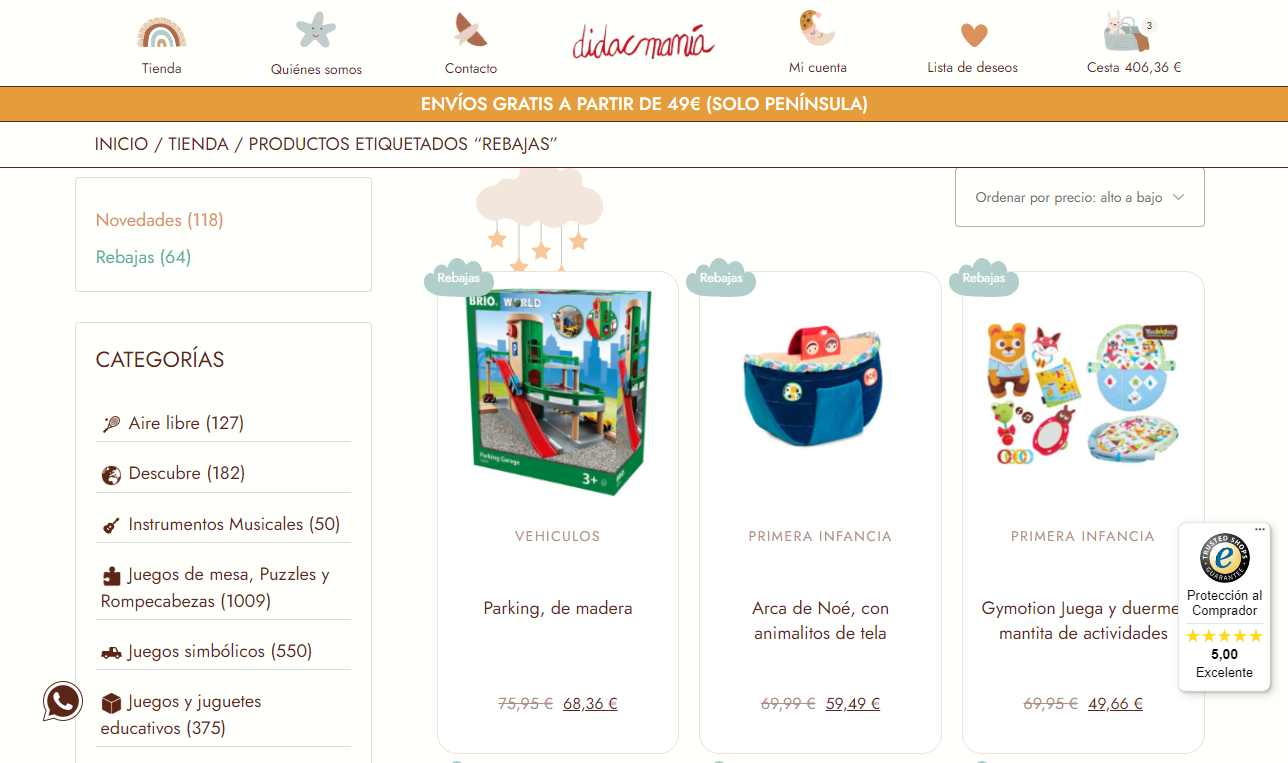 Tienda
Quiénes somos
Contacto
didacmanía
Mi cuenta
Lista de deseos
3
Cesta 406,36 €
ENVÍOS GRATIS A PARTIR DE 49€ (SOLO PENÍNSULA)
INICIO / TIENDA / PRODUCTOS ETIQUETADOS “REBAJAS”
Novedades (118)
Rebajas (64)
CATEGORÍAS
Aire libre (127)
Descubre (182)
Instrumentos Musicales (50)
Juegos de mesa, Puzzles y
Rompecabezas (1009)
Juegos simbólicos (550)
Juegos y juguetes
educativos (375)
Ordenar por precio: alto a bajo
Rebajas
BRIO WORLD
Parking Garage
3+
BRIO
VEHICULOS
Parking, de madera
75,95 € 68,36 €
Rebajas
PRIMERA INFANCIA
Arca de Noé, con
animalitos de tela
69,99 € 59,49 €
Rebajas
Yookidoo
PRIMERA INFANCIA
Gymotion Juega y duerme
mantita de actividades
69,95 € 49,66 €
TRUSTED SHOPS
e
GUARANTEE
Protección al
Comprador
5,00
Excelente